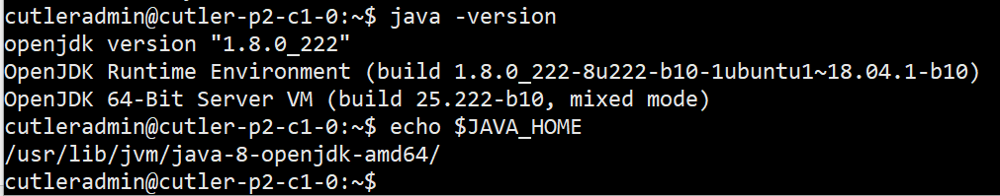 cutleradmin@cutler-p2-c1-0:~$ java -version
openjdk version "1.8.0_222"
OpenJDK Runtime Environment (build 1.8.0_222-8u222-b10-1ubuntu1~18.04.1-b10)
OpenJDK 64-Bit Server VM (build 25.222-b10, mixed mode)
cutleradmin@cutler-p2-c1-0:~$ echo $JAVA_HOME
/usr/lib/jvm/java-8-openjdk-amd64/
cutleradmin@cutler-p2-c1-0:~$